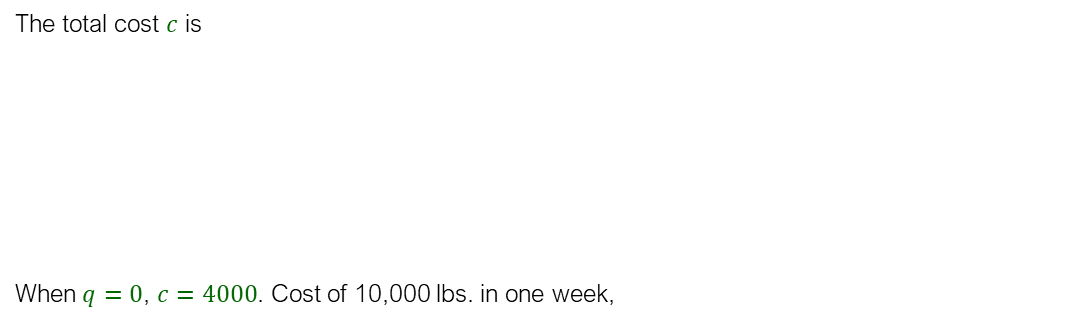 The total cost c is
When q = 0, c = 4000. Cost of 10,000 lbs. in one week,